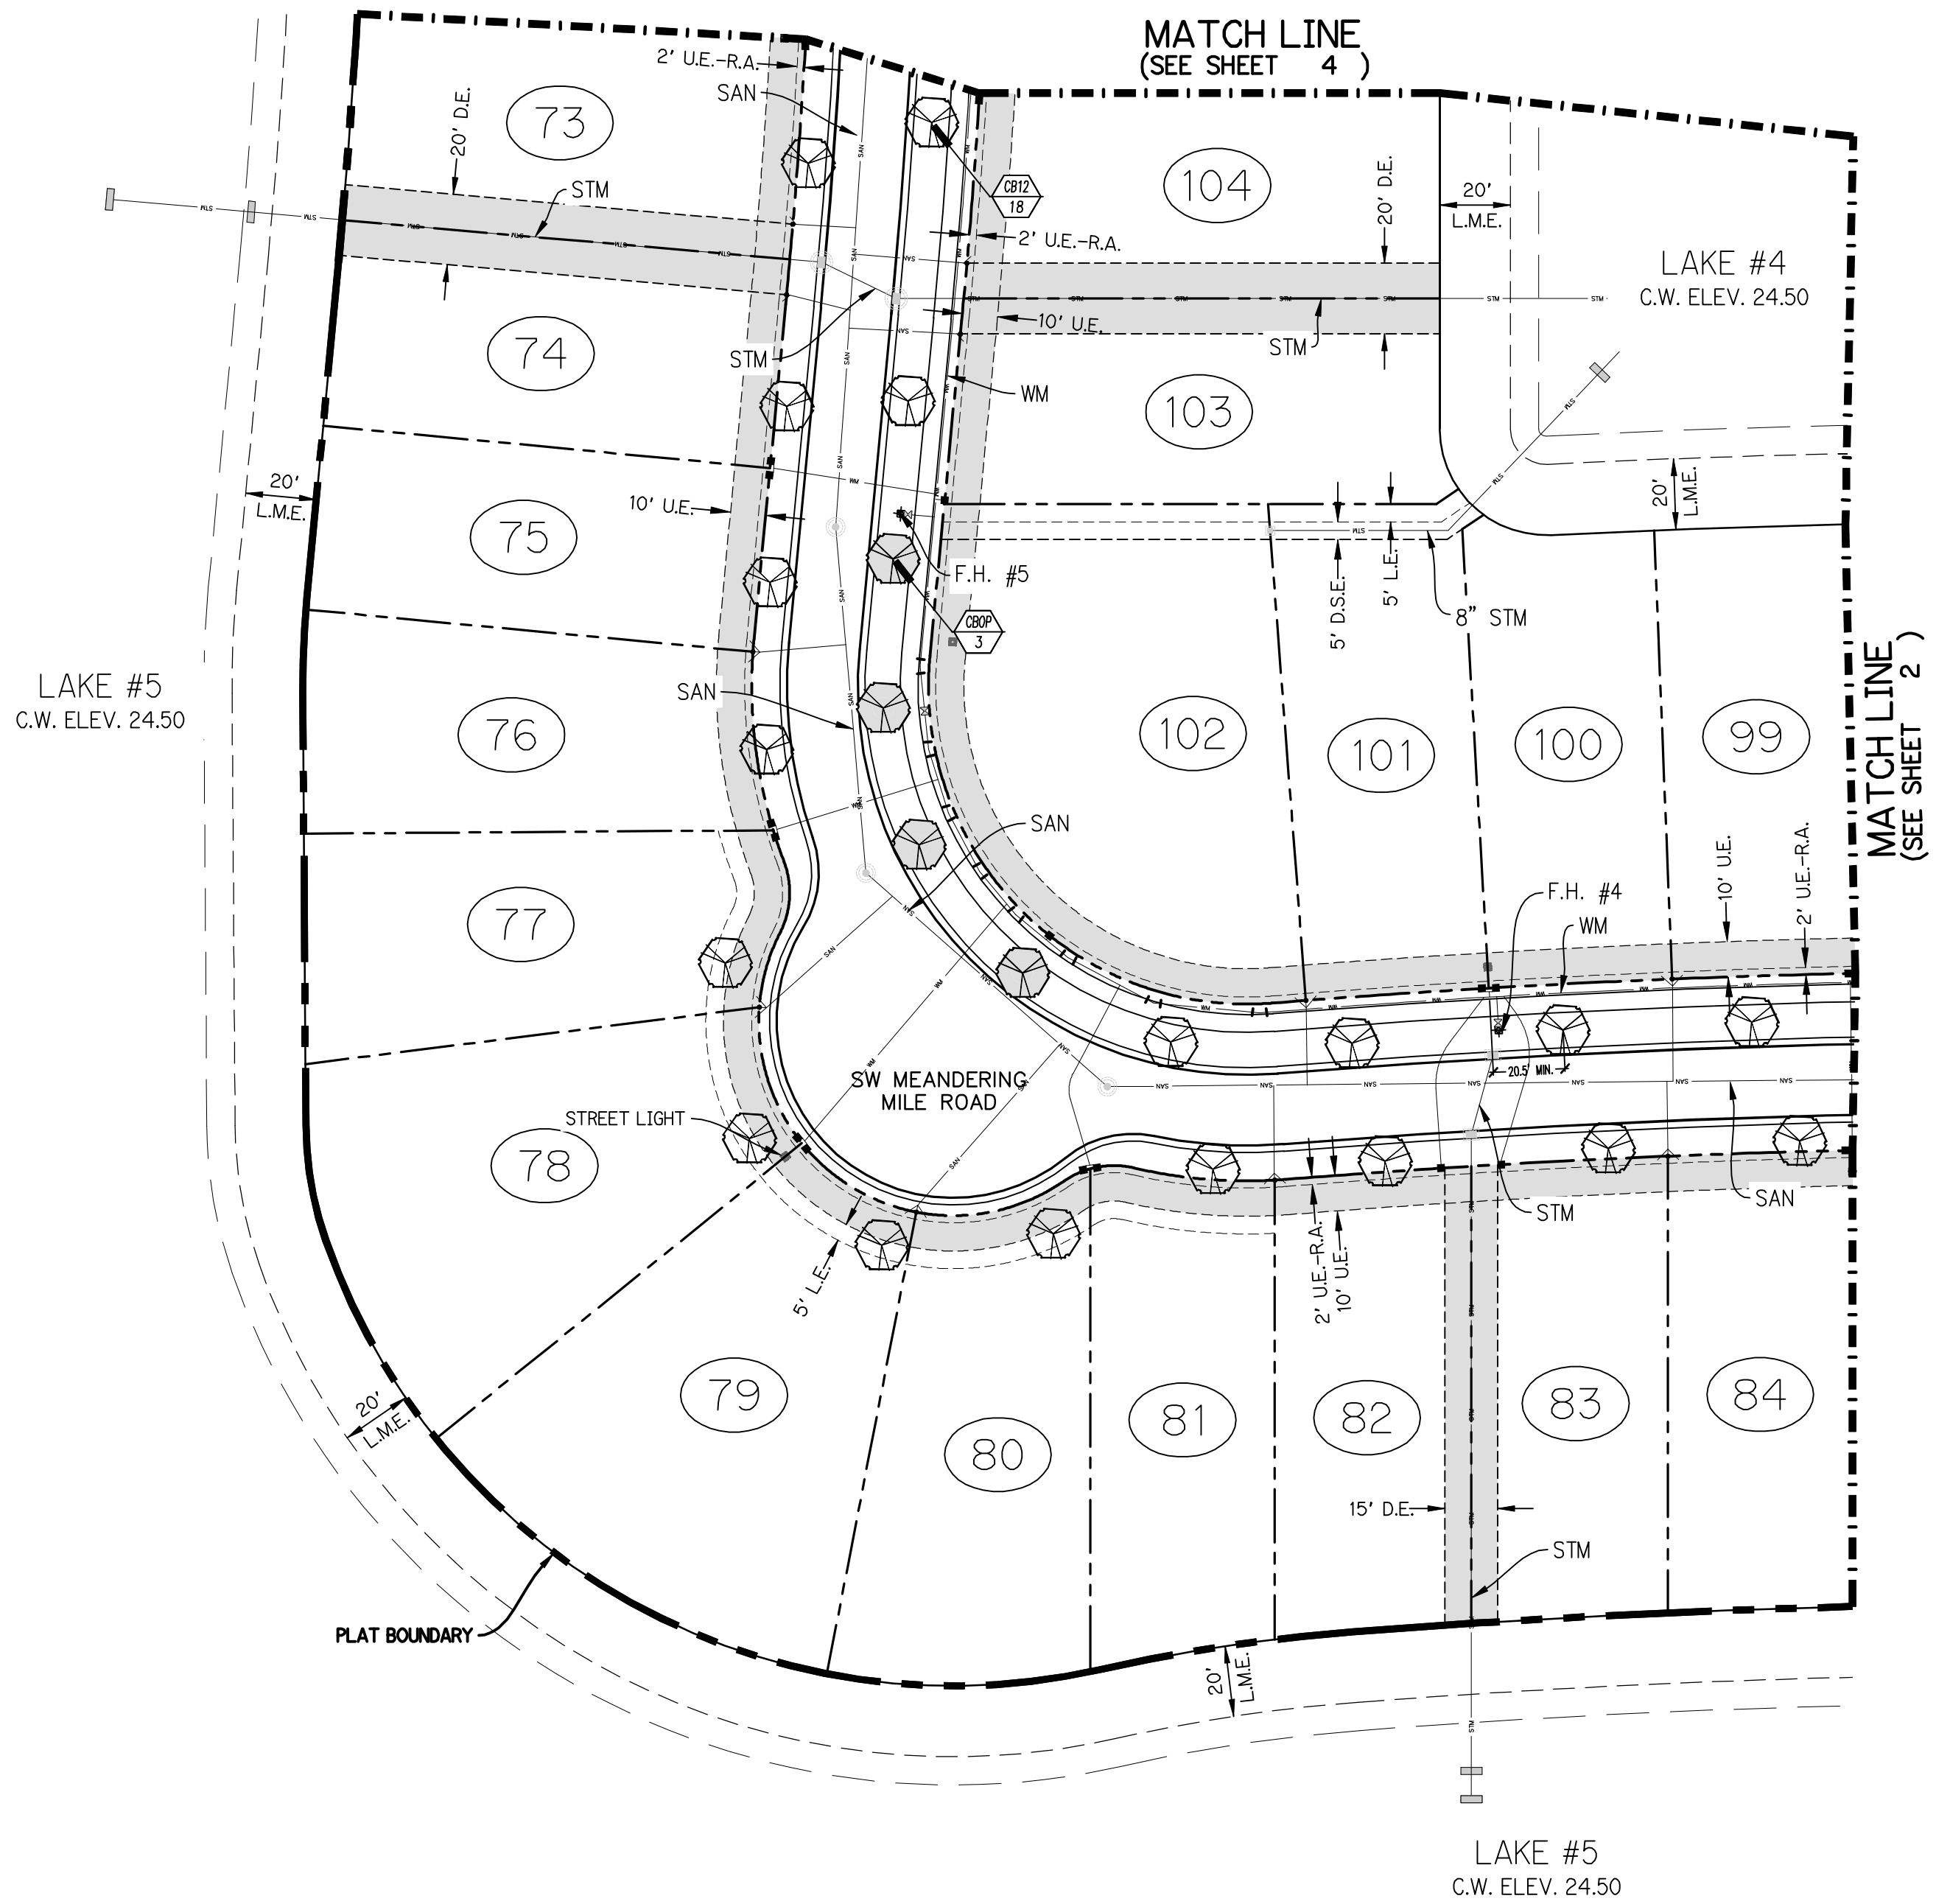 MATCH LINE
(SEE SHEET 4 )
2' U.E.-R.A.
SAN
73
20' D.E.
STM
CB12
18
104
20' D.E.
20'
L.M.E.
LAKE #4
C.W. ELEV. 24.50
2' U.E.-R.A.
10' U.E.
STM
STM
74
WM
103
20'
L.M.E.
20'
L.M.E.
10' U.E.
75
F.H. #5
5' D.S.E.
5' L.E.
8" STM
CBOP
3
LAKE #5
C.W. ELEV. 24.50
SAN
76
102
101
100
99
MATCH LINE
(SEE SHEET 2 )
SAN
77
10' U.E.
2' U.E.-R.A.
F.H. #4
WM
20.5' MIN.
SW MEANDERING
MILE ROAD
STREET LIGHT
78
STM
SAN
5' L.E.
2' U.E.-R.A.
10' U.E.
79
80
81
82
83
84
20'
L.M.E.
15' D.E.
STM
PLAT BOUNDARY
20'
L.M.E.
LAKE #5
C.W. ELEV. 24.50